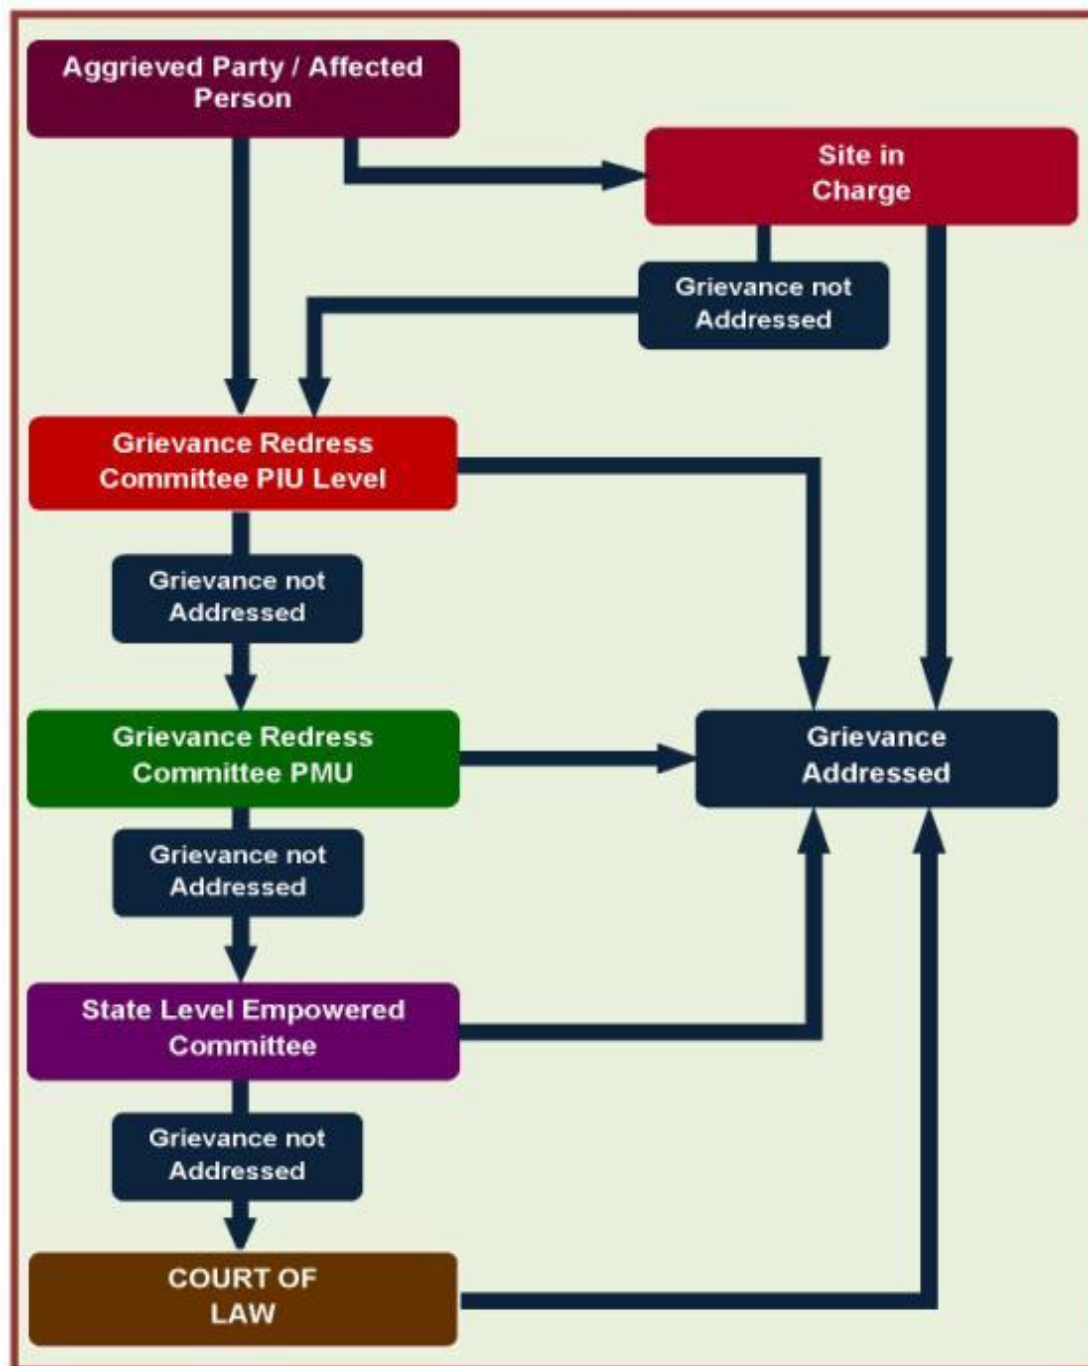 Aggrieved Party / Affected
Person
Site in
Charge
Grievance not
Addressed
Grievance Redress
Committee PIU Level
Grievance not
Addressed
Grievance Redress
Committee PMU
Grievance
Addressed
Grievance not
Addressed
State Level Empowered
Committee
Grievance not
Addressed
COURT OF
LAW